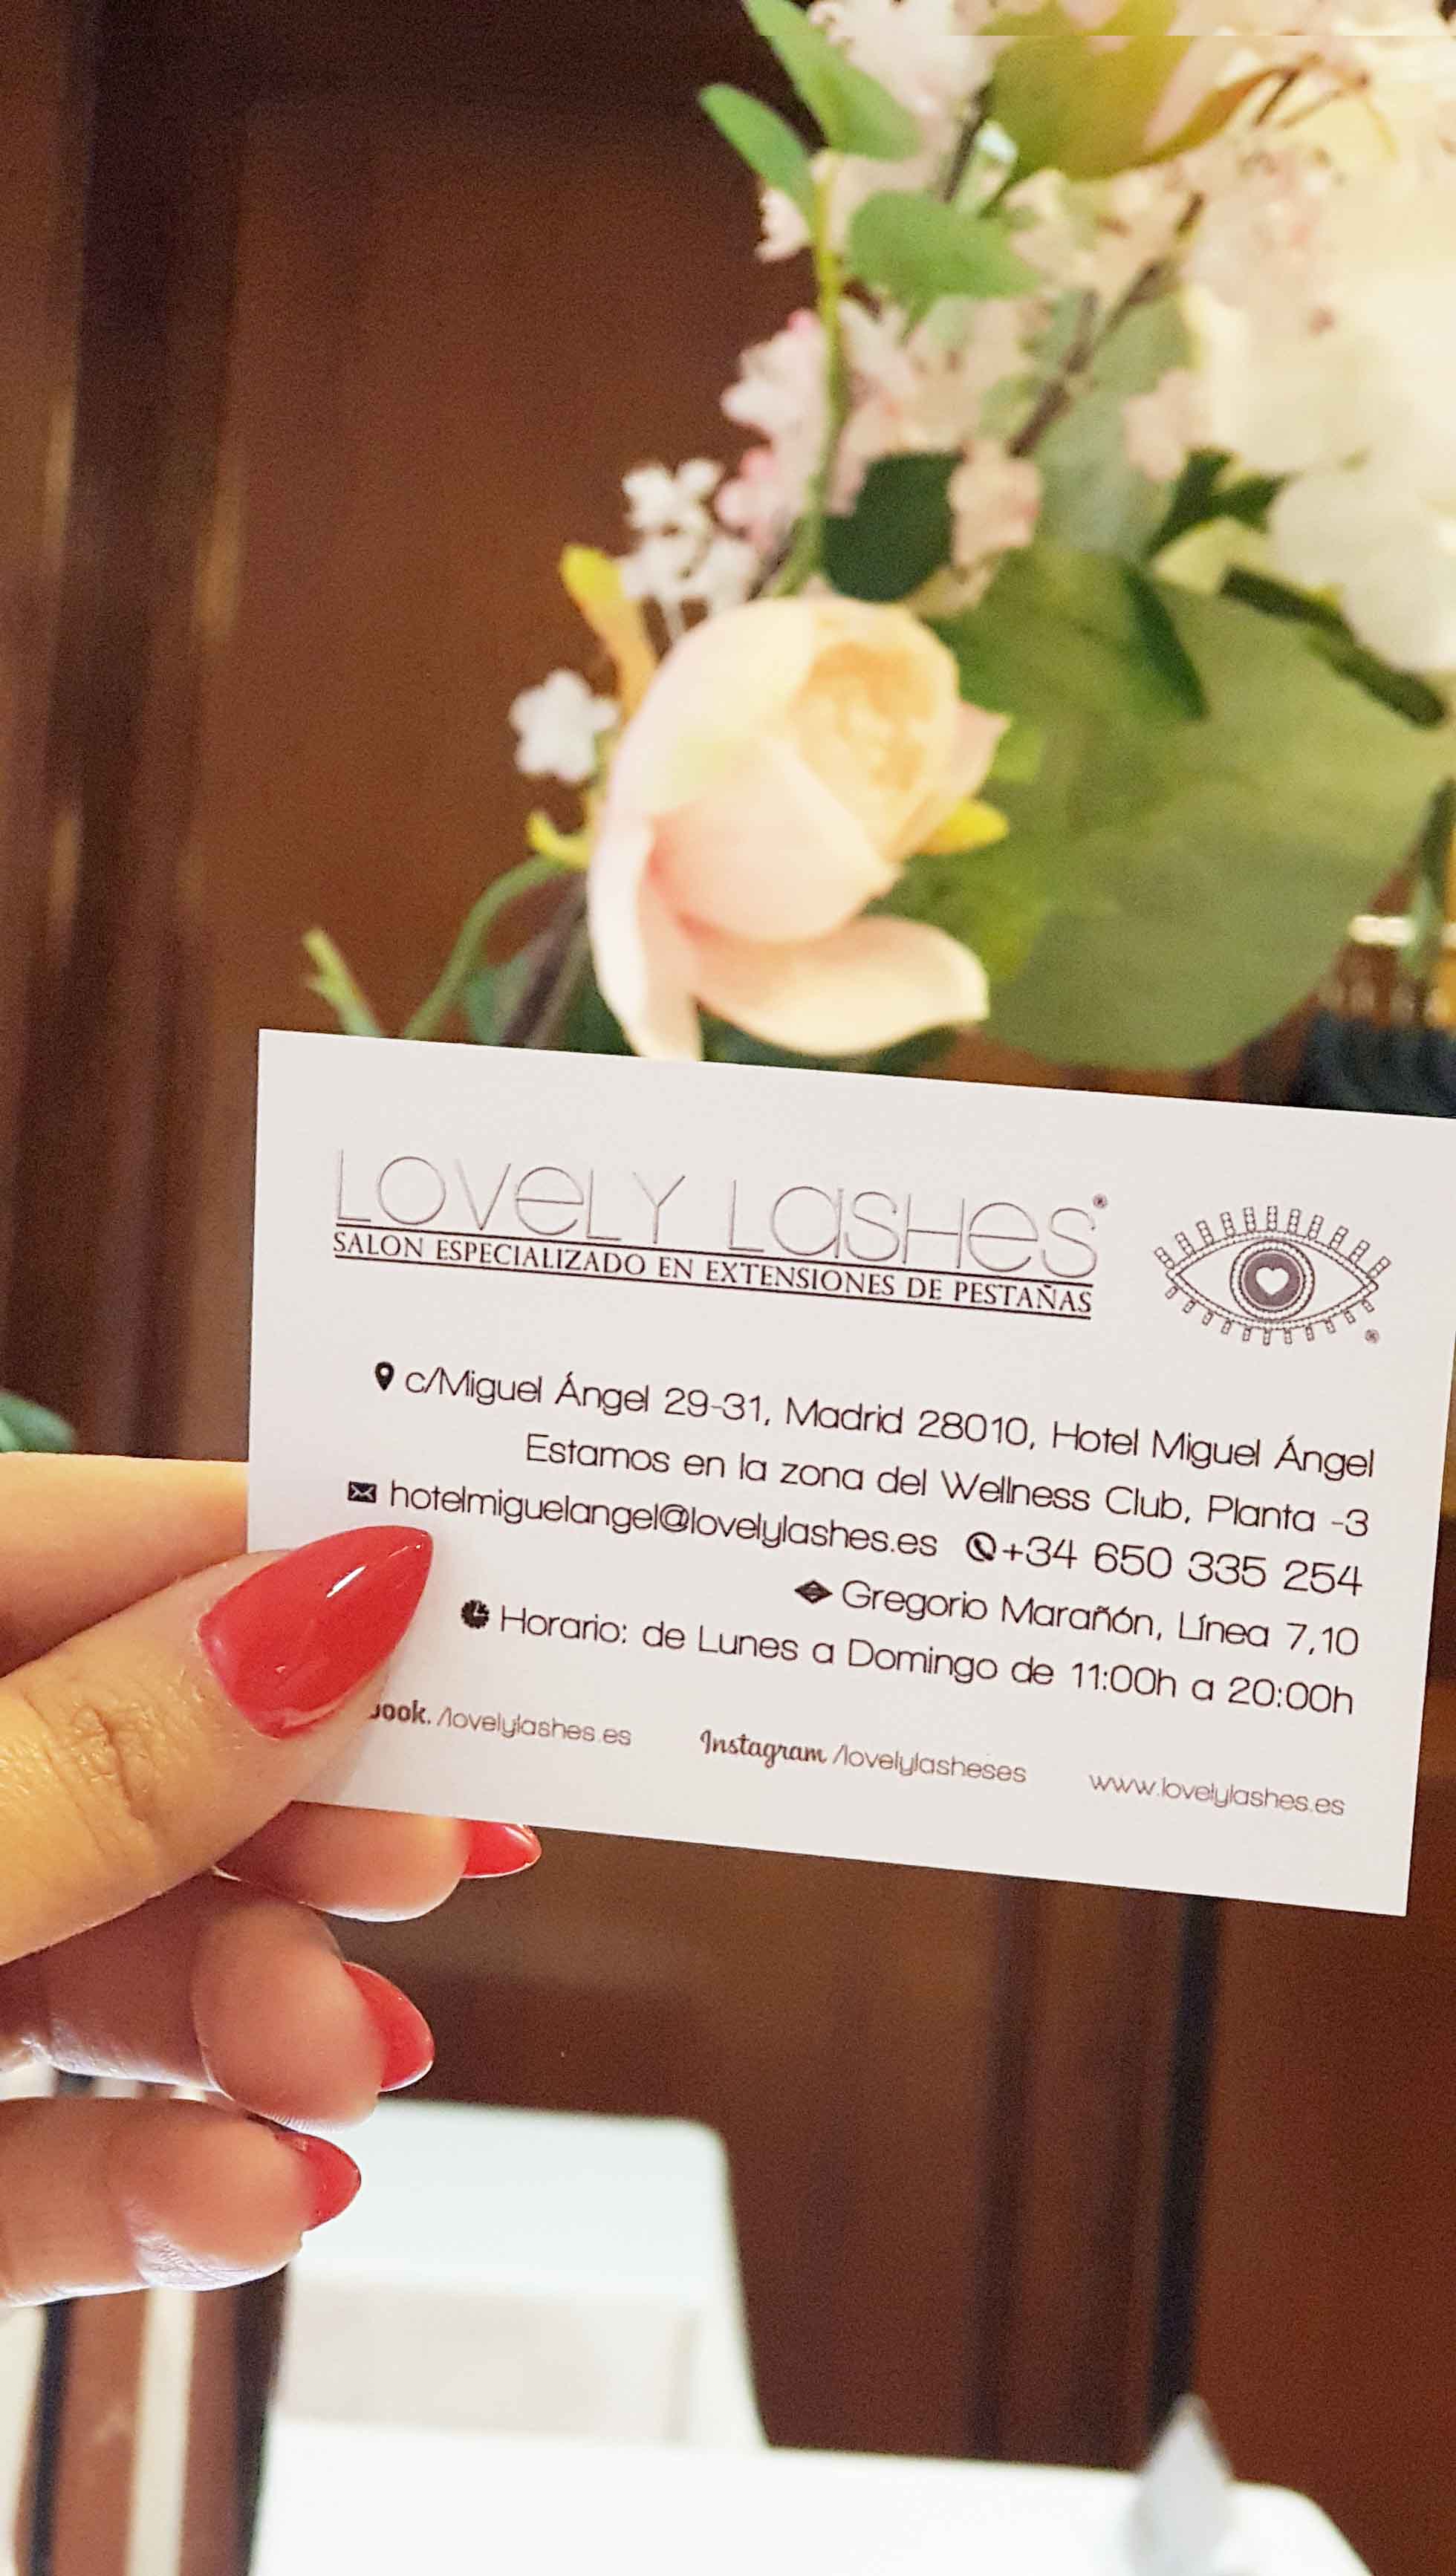 LOVELY LASHES®
SALON ESPECIALIZADO EN EXTENSIONES DE PESTAÑAS
®
c/Miguel Ángel 29-31, Madrid 28010, Hotel Miguel Ángel
Estamos en la zona del Wellness Club, Planta -3
hotelmiguelangel@lovelylashes.es +34 650 335 254
Gregorio Marañón, Línea 7,10
Horario: de Lunes a Domingo de 11:00h a 20:00h
ook. /lovelylashes.es Instagram /lovelylasheses www.lovelylashes.es